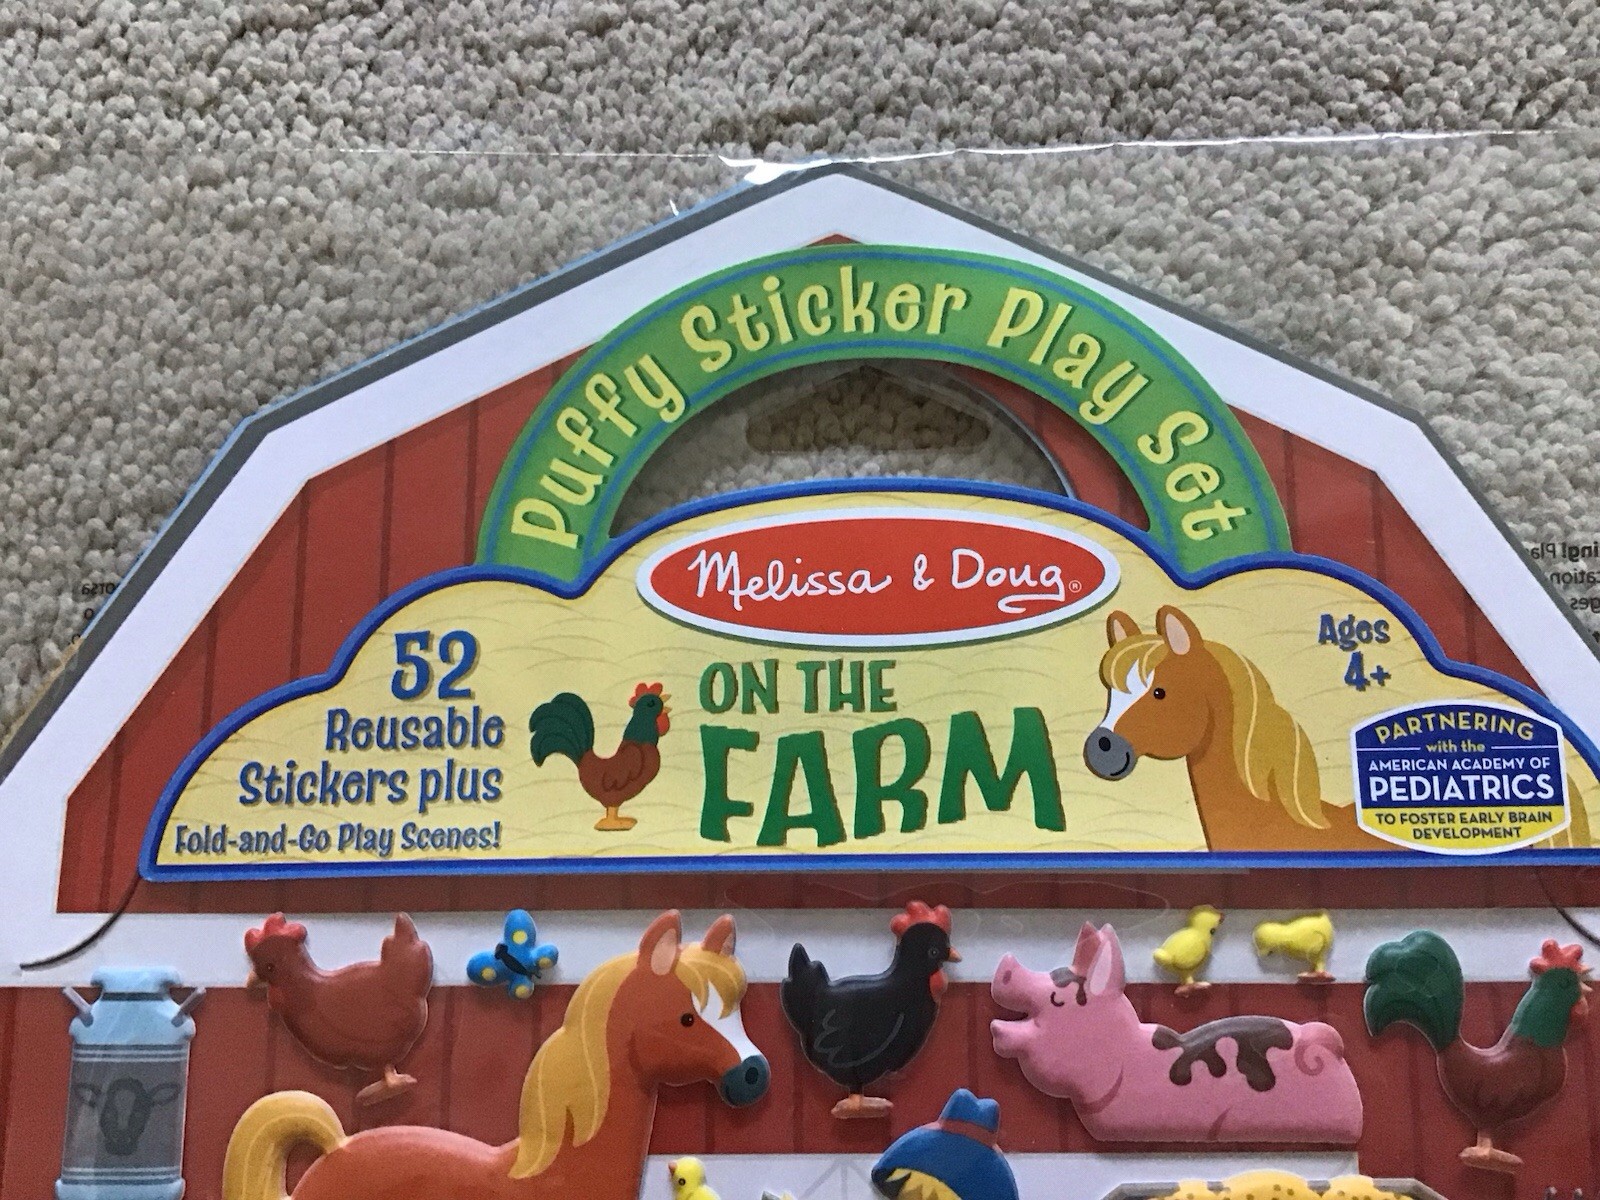 Puffy Sticker Play Set
Melissa & Doug®
52
Reusable
Stickers plus
Fold-and-Go Play Scenes!
ON THE
FARM
Ages
4+
PARTNERING
with the
AMERICAN ACADEMY OF
PEDIATRICS
TO FOSTER EARLY BRAIN
DEVELOPMENT